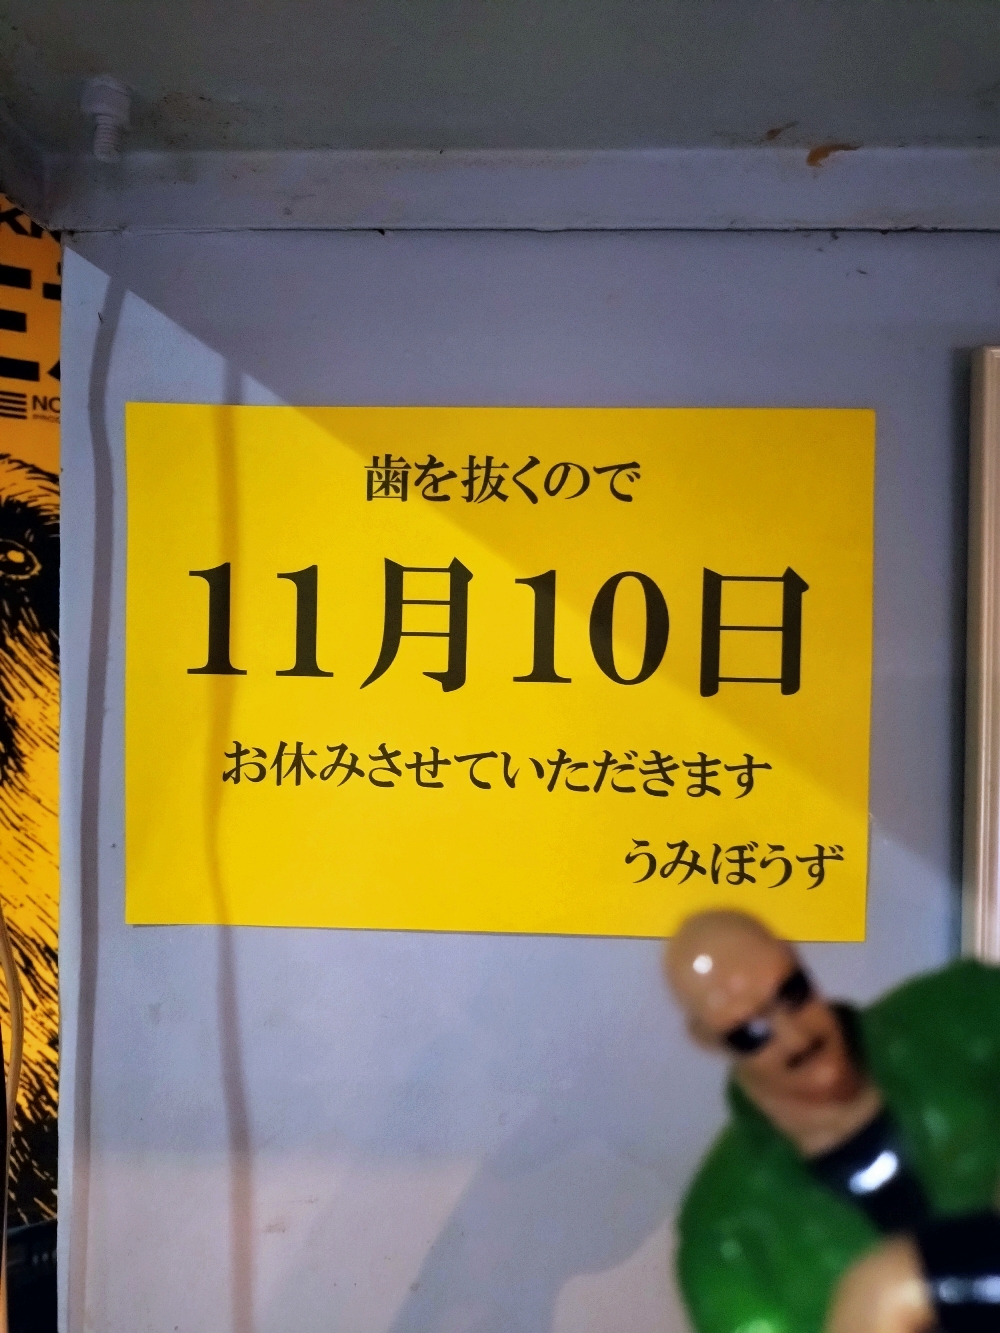 歯を抜くので
11月10日
お休みさせていただきます
うみぼうず